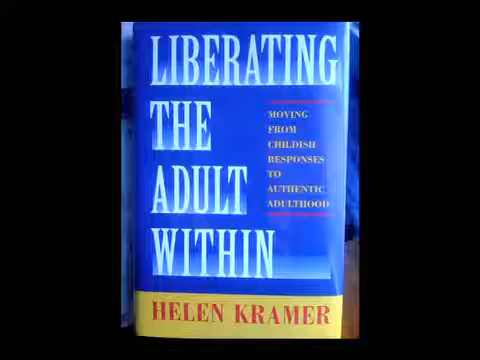 LIBERATING
THE
ADULT
WITHIN
MOVING
FROM
CHILDISH
RESPONSES
TO
AUTHENTIC
ADULTHOOD
HELEN KRAMER